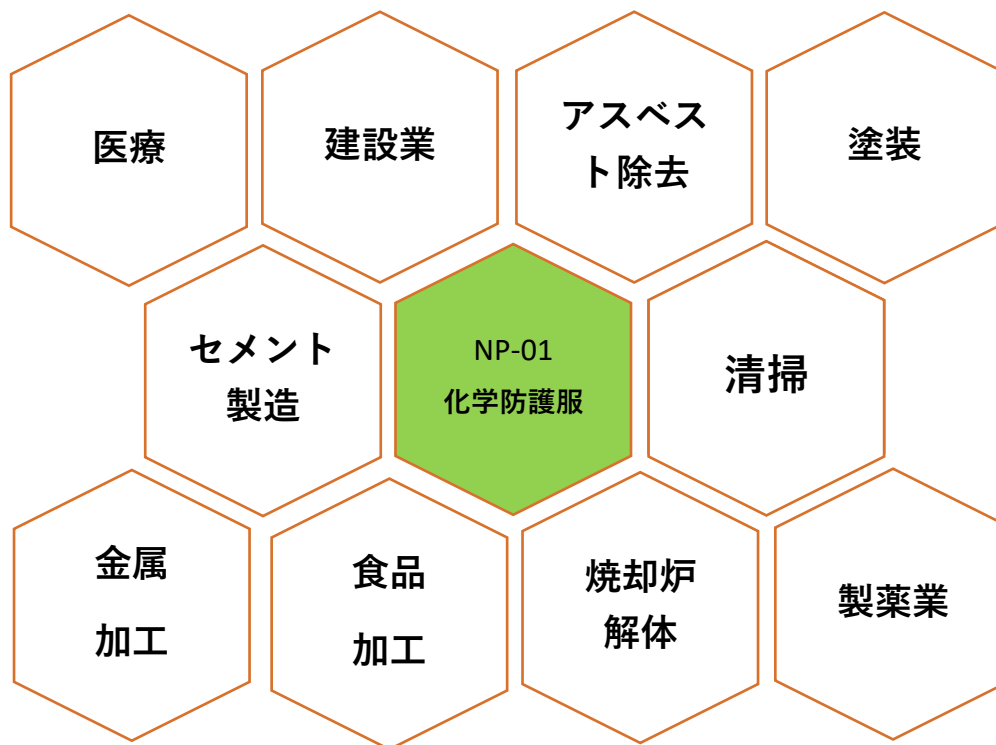 医療
建設業
アスベス
ト除去
塗装
セメント
製造
NP-01
化学防護服
清掃
金属
加工
食品
加工
焼却炉
解体
製薬業